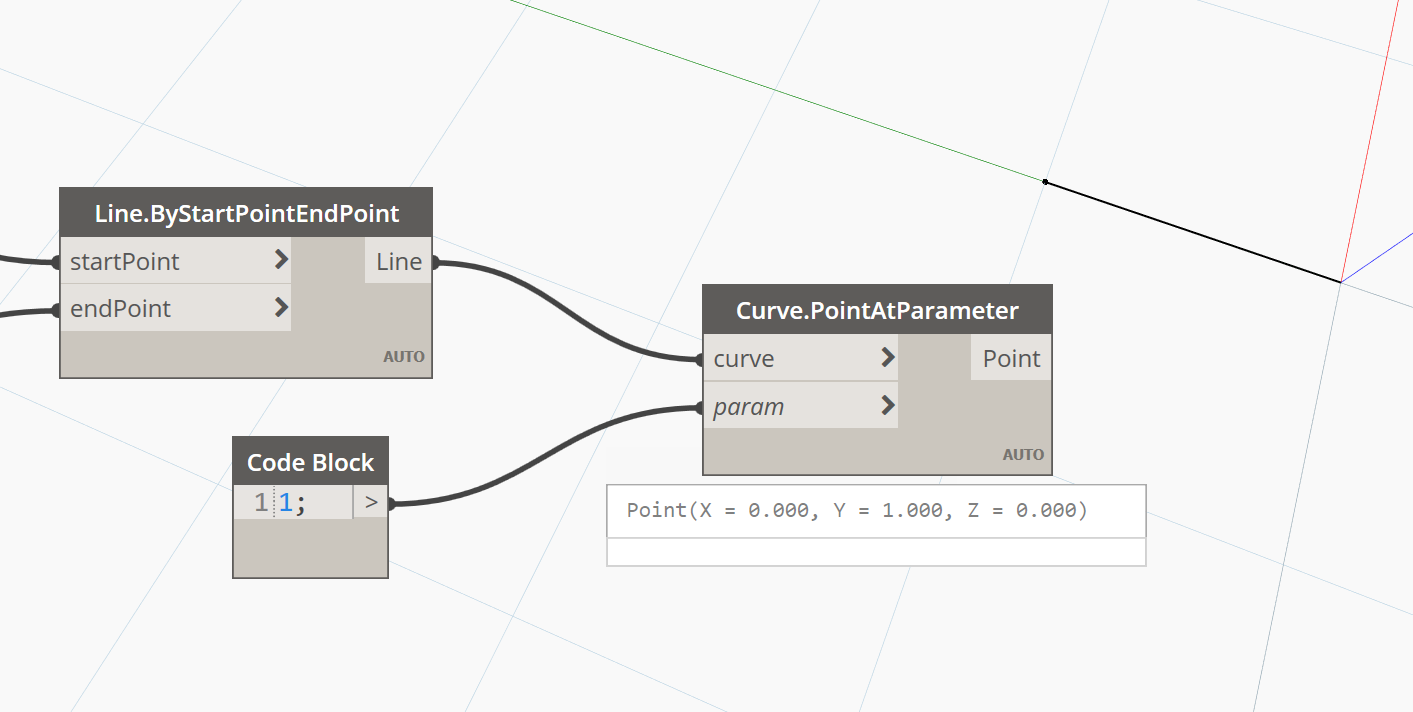 Line.ByStartPointEndPoint
startPoint > Line
endPoint >
AUTO
Code Block
1 1; >
Curve.PointAtParameter
curve > Point
param >
AUTO
Point(X = 0.000, Y = 1.000, Z = 0.000)